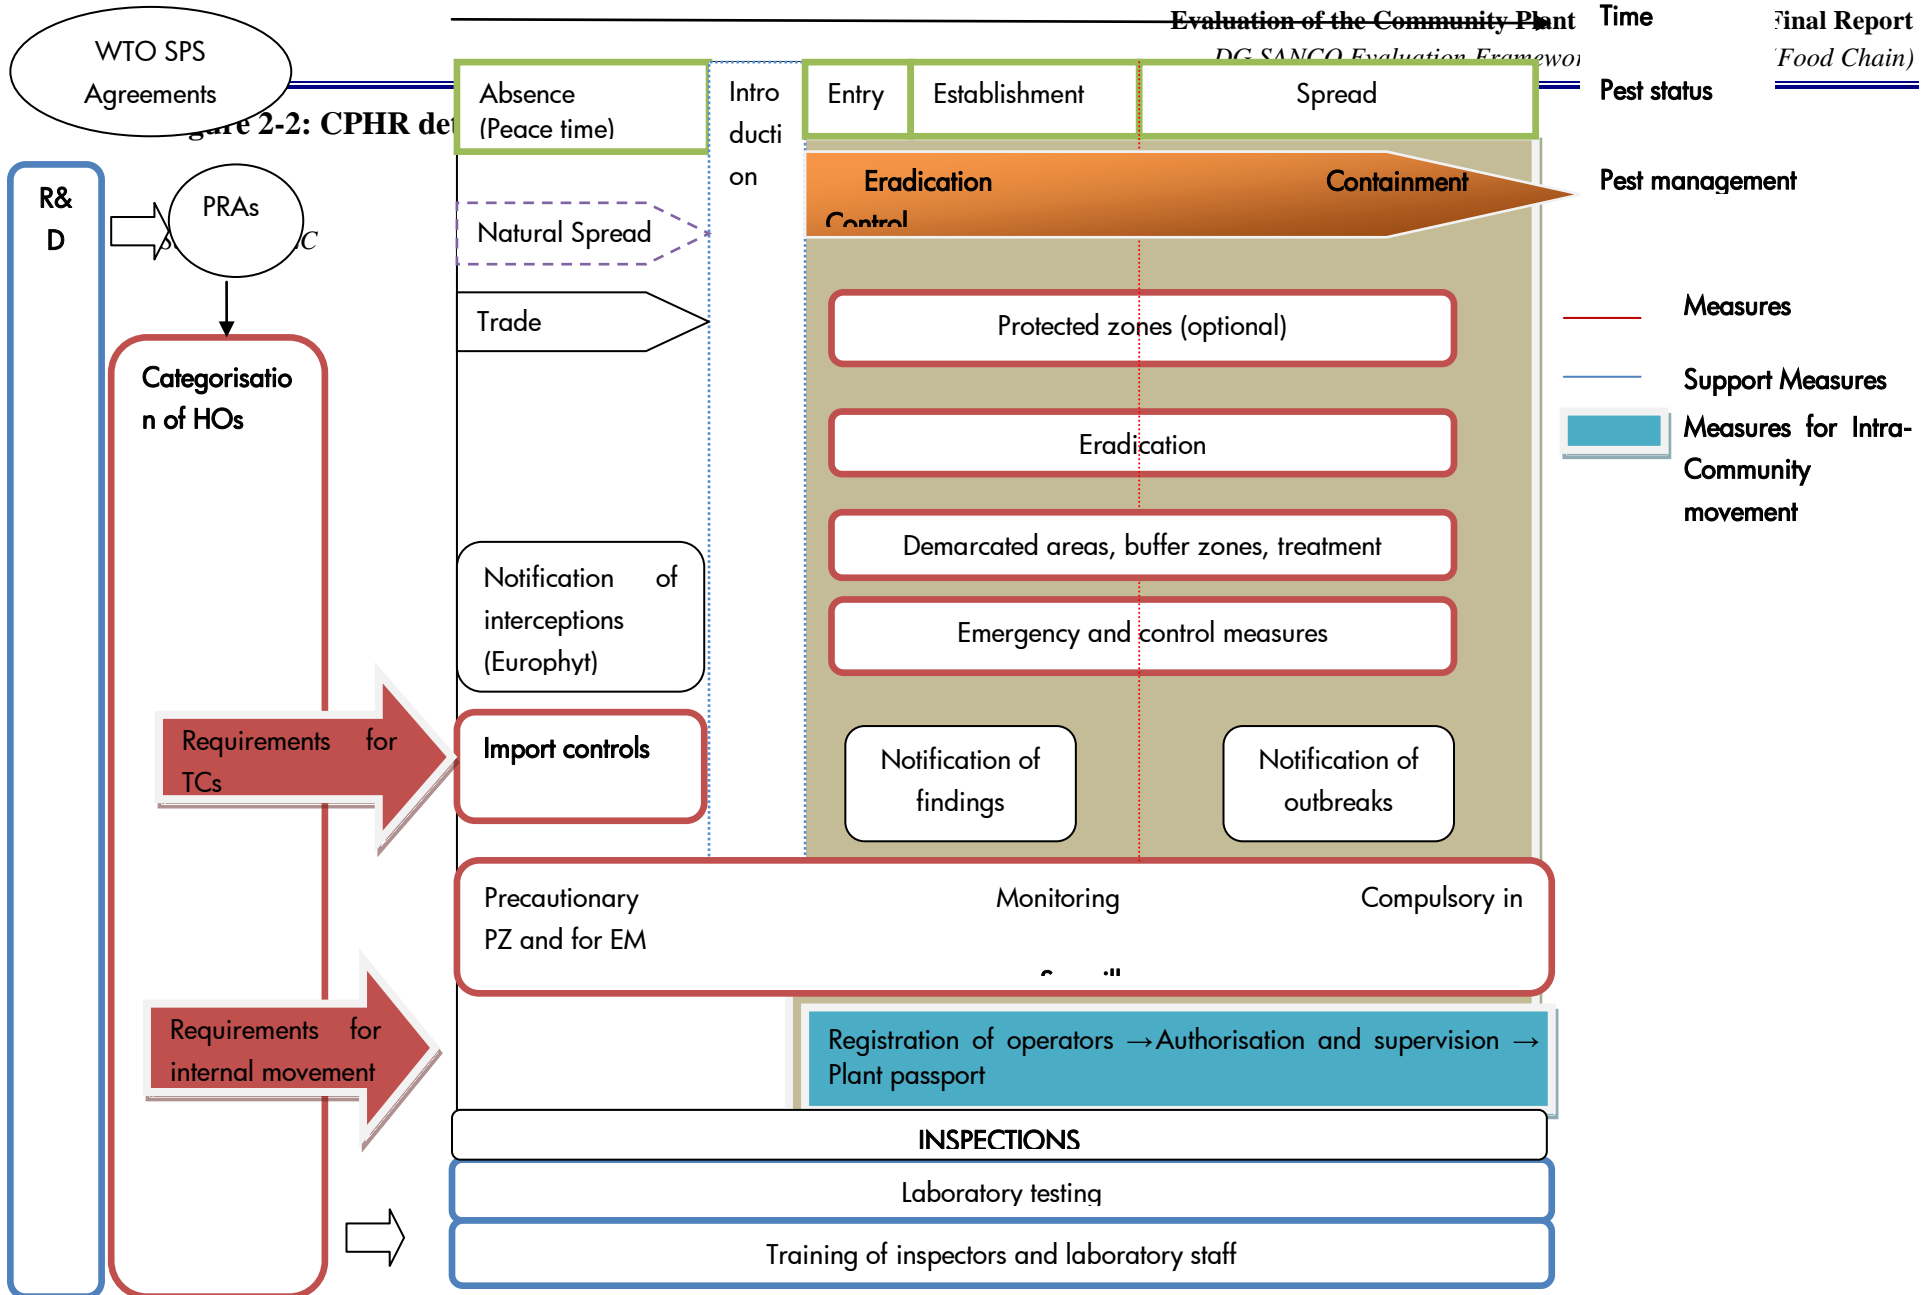 Evaluation of the Community Plant
Final Report
DG SANCO Evaluation Framewor
Food Chain)
Time
WTO SPS
Agreements
2-2: CPHR det
Absence
(Peace time)
Intro
ducti
on
Entry
Establishment
Spread
Pest status
R&
D
PRAs
Natural Spread
Trade
Eradication
Containment
Control
Pest management
Protected zones (optional)
Measures
Support Measures
Measures for Intra-
Community
movement
Categorisatio
n of HOs
Eradication
Demarcated areas, buffer zones, treatment
Emergency and control measures
Notification of
interceptions
(Europhyt)
Requirements for
TCs
Import controls
Notification of
findings
Notification of
outbreaks
Precautionary Monitoring Compulsory in
PZ and for EM
Requirements for
internal movement
Registration of operators →Authorisation and supervision →
Plant passport
INSPECTIONS
Laboratory testing
Training of inspectors and laboratory staff